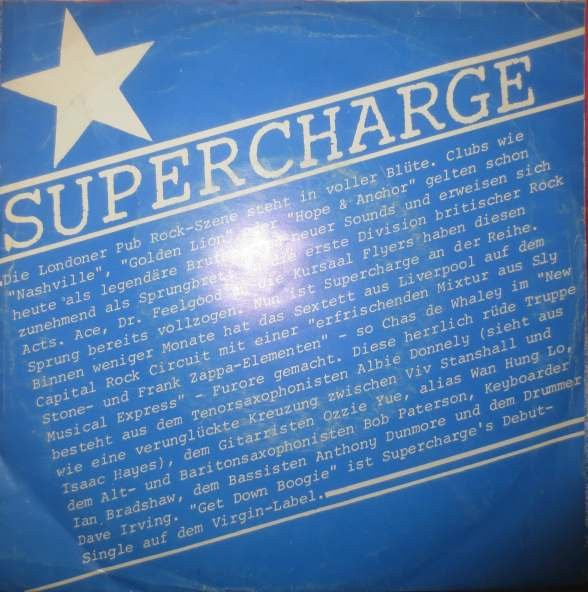 SUPERCHARGE
Die Londoner Pub Rock-Szene steht in voller Blüte. Clubs wie
"Nashville", "Golden Lion" "Hope & Anchor" gelten schon
heute als legendäre neuer Sounds und erweisen sich
zunehmend als Sprungbrett in die erste Division britischer Rock
Acts. Ace, Dr. Feelgood die Kursaal Flyers haben diesen
Sprung bereits vollzogen. Nun ist Supercharge an der Reihe.
Binnen weniger Monate hat das Sextett aus Liverpool auf dem
Capital Rock Circuit mit einer "erfrischenden Mixtur aus Sly
Stone- und Frank Zappa-Elementen" - so Chas de Whaley im "New
Musical Express" - Furore gemacht. Diese herrlich rüde Truppe
besteht aus dem Tenorsaxophonisten Albie Donnely (sieht aus
wie eine verunglückte Kreuzung zwischen Viv Stanshall und
Isaac Hayes), dem Gitarristen Ozzie Yue, alias Wan Hung Lo,
dem Alt- und Baritonsaxophonisten Bob Paterson, Keyboarder
Ian Bradshaw, dem Bassisten Anthony Dunmore und dem Drummer
Dave Irving. "Get Down Boogie" ist Supercharge's Debut-
Single auf dem Virgin-Label.